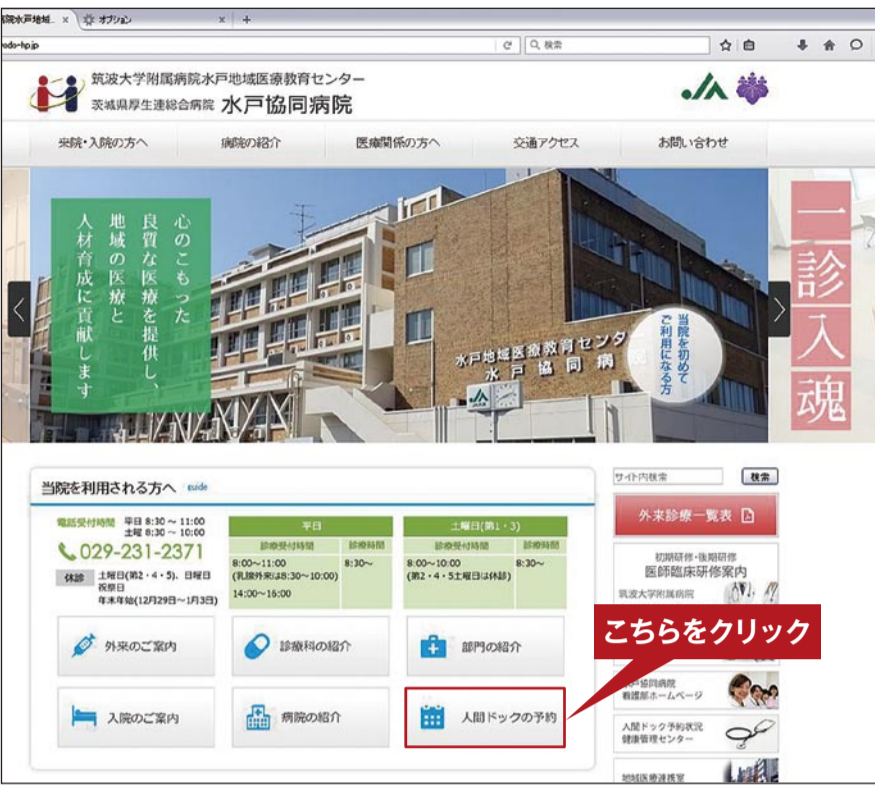 オプション
検索
筑波大学附属病院水戸地域医療教育センター
茨城県厚生連総合病院 水戸協同病院
JA
来院・入院の方へ
病院の紹介
医療関係の方へ
交通アクセス
お問い合わせ
心のこもった
良質な医療を提供し、
地域の医療と
人材育成に貢献します
水戸地域医療教育センター
水戸協同病院
当院を初めて
ご利用になる方
一診入魂
当院を利用される方へ guide
電話受付時間 平日 8:30～11:00
土曜 8:30～10:00
029-231-2371
休診 土曜日(第2・4・5)、日曜日
祝祭日
年末年始(12月29日～1月3日)
平日
診療受付時間 診療時間
8:00～11:00 8:30～
(乳腺外来は8:30～10:00)
14:00～16:00
土曜日(第1・3)
診療受付時間 診療時間
8:00～10:00 8:30～
(第2・4・5土曜日は休診)
外来のご案内
診療科の紹介
部門の紹介
入院のご案内
病院の紹介
人間ドックの予約
こちらをクリック
サイト内検索 検索
外来診療一覧表
初期研修・後期研修
医師臨床研修案内
筑波大学附属病院
水戸協同病院
看護部ホームページ
人間ドック予約状況
健康管理センター
地域医療連携室